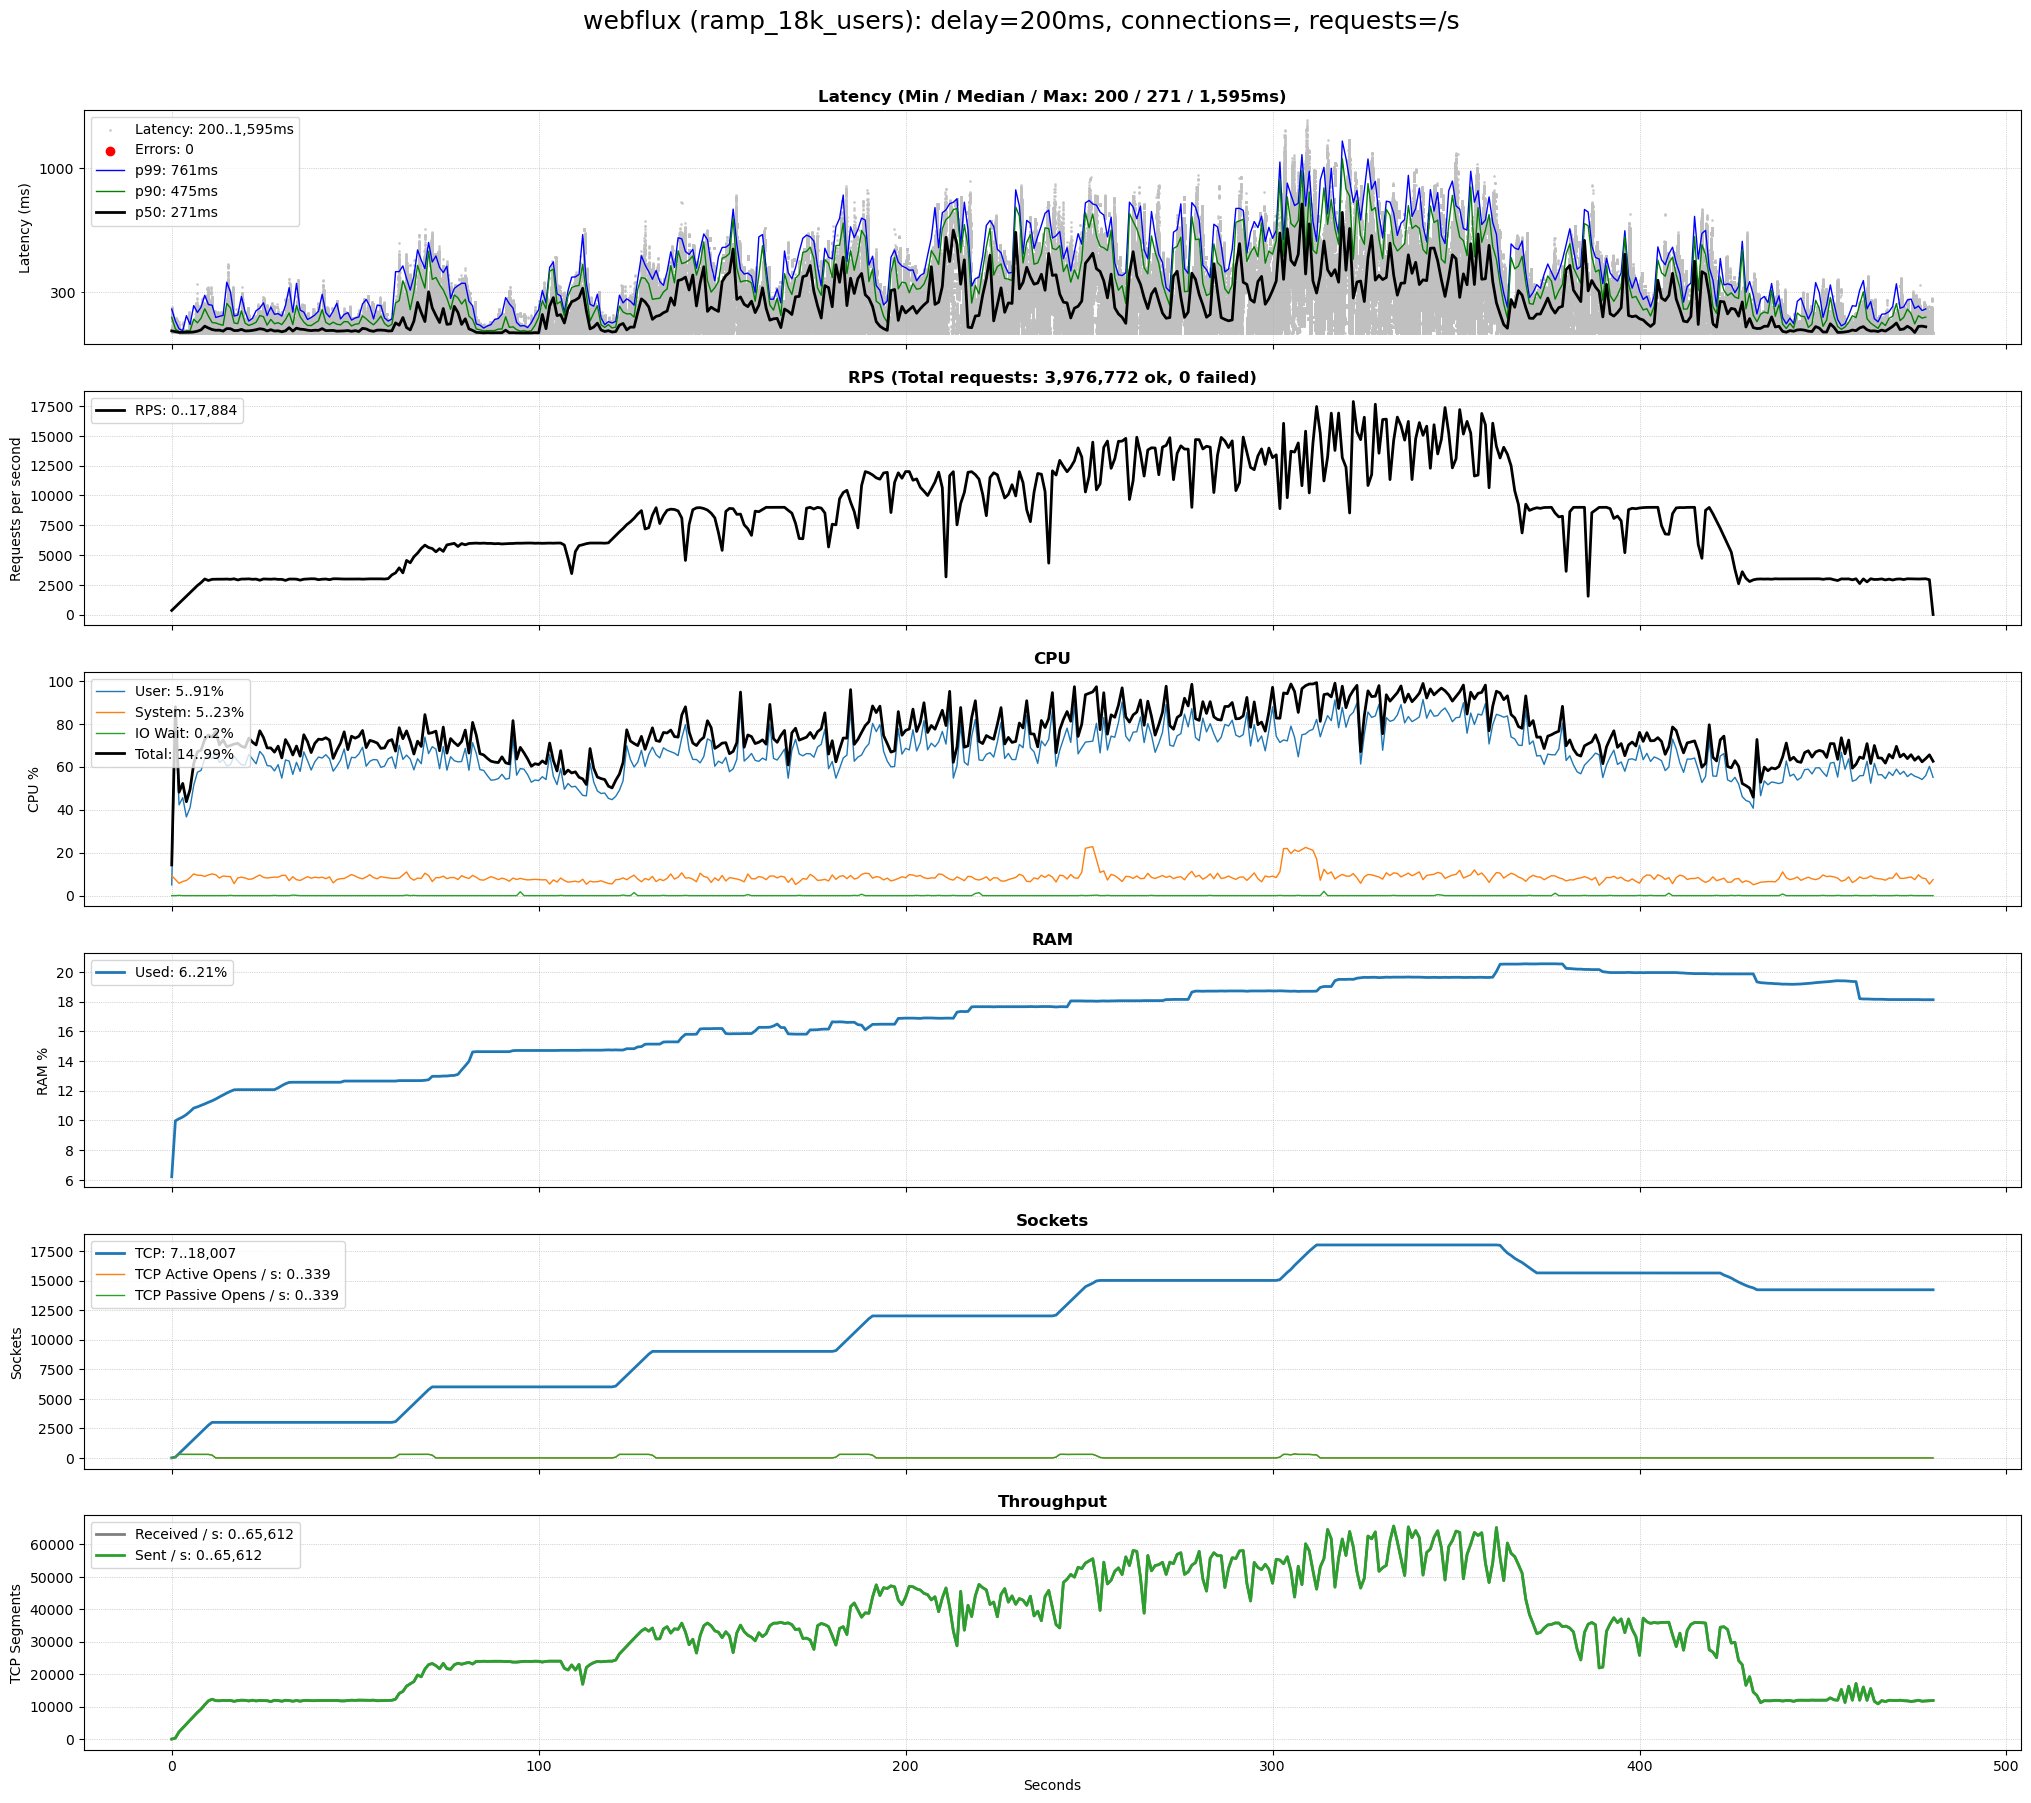 webflux (ramp_18k_users): delay=200ms, connections=, requests=/s
Latency (Min / Median / Max: 200 / 271 / 1,595ms)
Latency: 200..1,595ms
Errors: 0
p99: 761ms
p90: 475ms
p50: 271ms
1000
300
Latency (ms)
RPS (Total requests: 3,976,772 ok, 0 failed)
RPS: 0..17,884
17500
15000
12500
10000
7500
5000
2500
0
Requests per second
CPU
User: 5..91%
System: 5..23%
IO Wait: 0..2%
Total: 14..99%
100
80
60
40
20
0
CPU %
RAM
Used: 6..21%
20
18
16
14
12
10
8
6
RAM %
Sockets
TCP: 7..18,007
TCP Active Opens / s: 0..339
TCP Passive Opens / s: 0..339
17500
15000
12500
10000
7500
5000
2500
0
Sockets
Throughput
Received / s: 0..65,612
Sent / s: 0..65,612
60000
50000
40000
30000
20000
10000
0
TCP Segments
0
100
200
300
400
500
Seconds